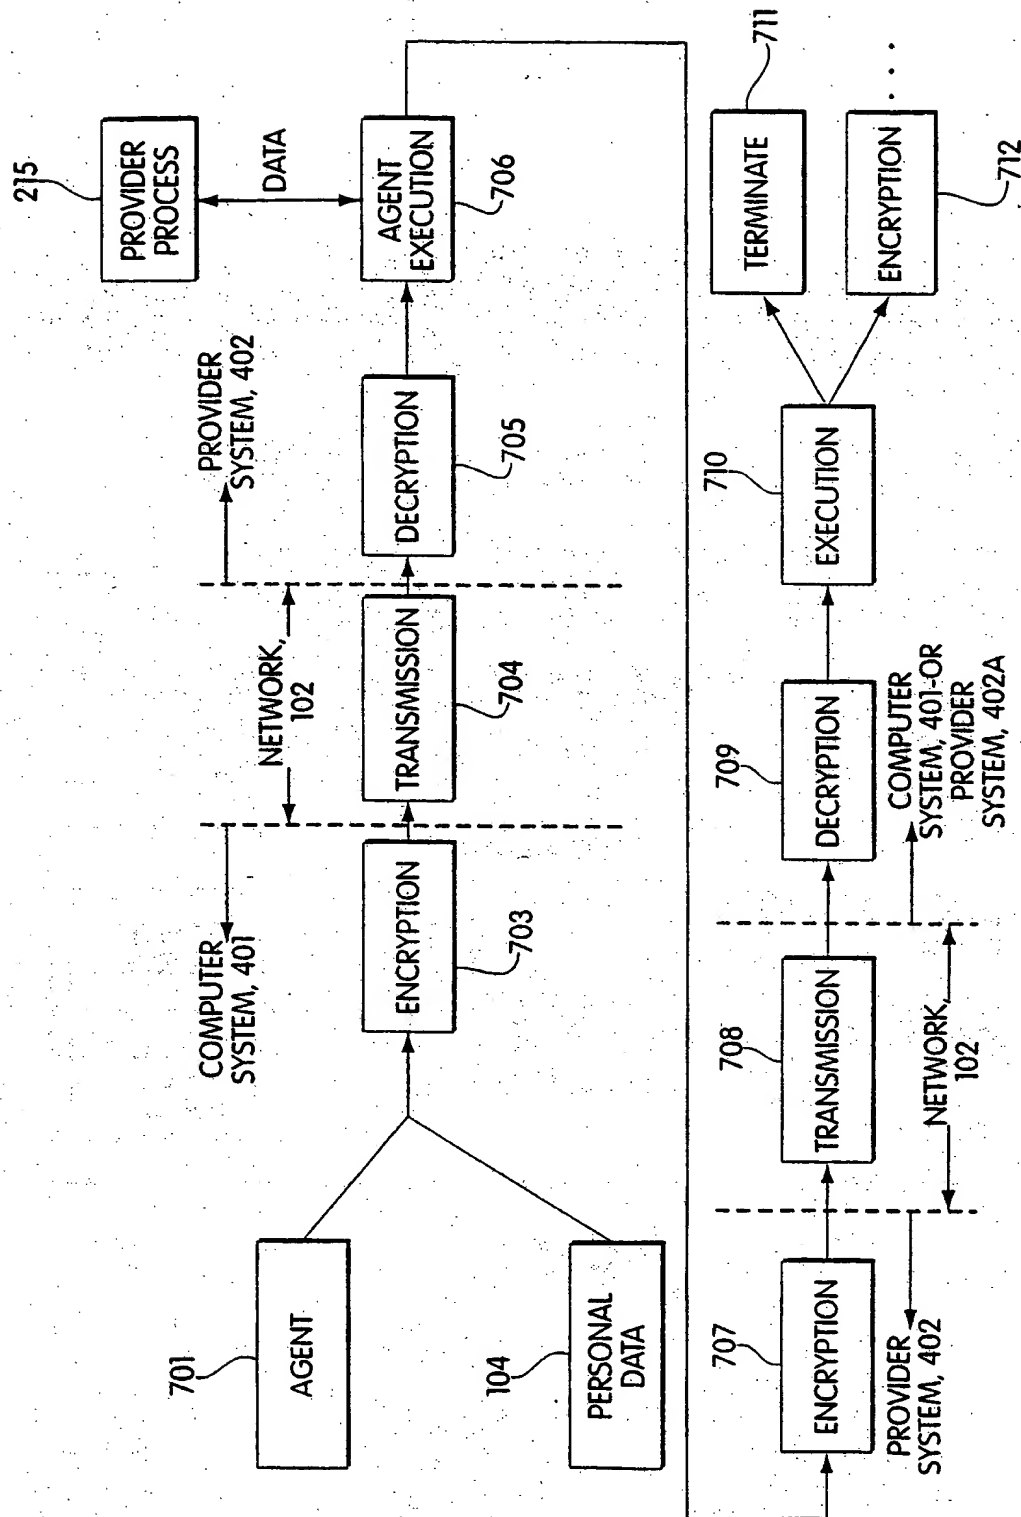 701
AGENT
104
PERSONAL
DATA
COMPUTER
SYSTEM, 401
ENCRYPTION
703
NETWORK,
102
TRANSMISSION
704
PROVIDER
SYSTEM, 402
DECRYPTION
705
215
PROVIDER
PROCESS
DATA
AGENT
EXECUTION
706
707
ENCRYPTION
PROVIDER
SYSTEM, 402
708
TRANSMISSION
NETWORK,
102
709
DECRYPTION
COMPUTER
SYSTEM, 401-OR
PROVIDER
SYSTEM, 402A
710
EXECUTION
TERMINATE
711
ENCRYPTION
712
. . .